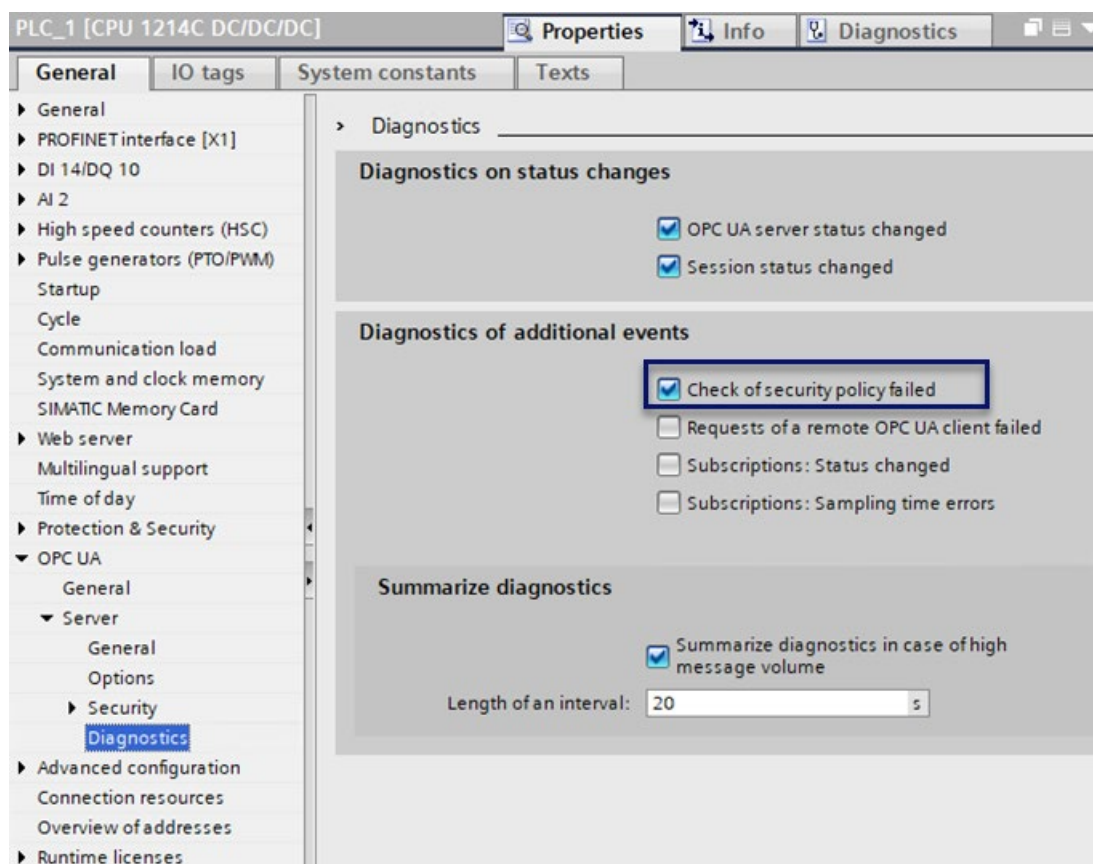 PLC_1 [CPU 1214C DC/DC/DC]
Properties
Info
Diagnostics
General
IO tags
System constants
Texts
General
PROFINET interface [X1]
DI 14/DQ 10
AI 2
High speed counters (HSC)
Pulse generators (PTO/PWM)
Startup
Cycle
Communication load
System and clock memory
SIMATIC Memory Card
Web server
Multilingual support
Time of day
Protection & Security
OPC UA
General
Server
General
Options
Security
Diagnostics
Advanced configuration
Connection resources
Overview of addresses
Runtime licenses
Diagnostics
Diagnostics on status changes
OPC UA server status changed
Session status changed
Diagnostics of additional events
Check of security policy failed
Requests of a remote OPC UA client failed
Subscriptions: Status changed
Subscriptions: Sampling time errors
Summarize diagnostics
Summarize diagnostics in case of high
message volume
Length of an interval: 20 s